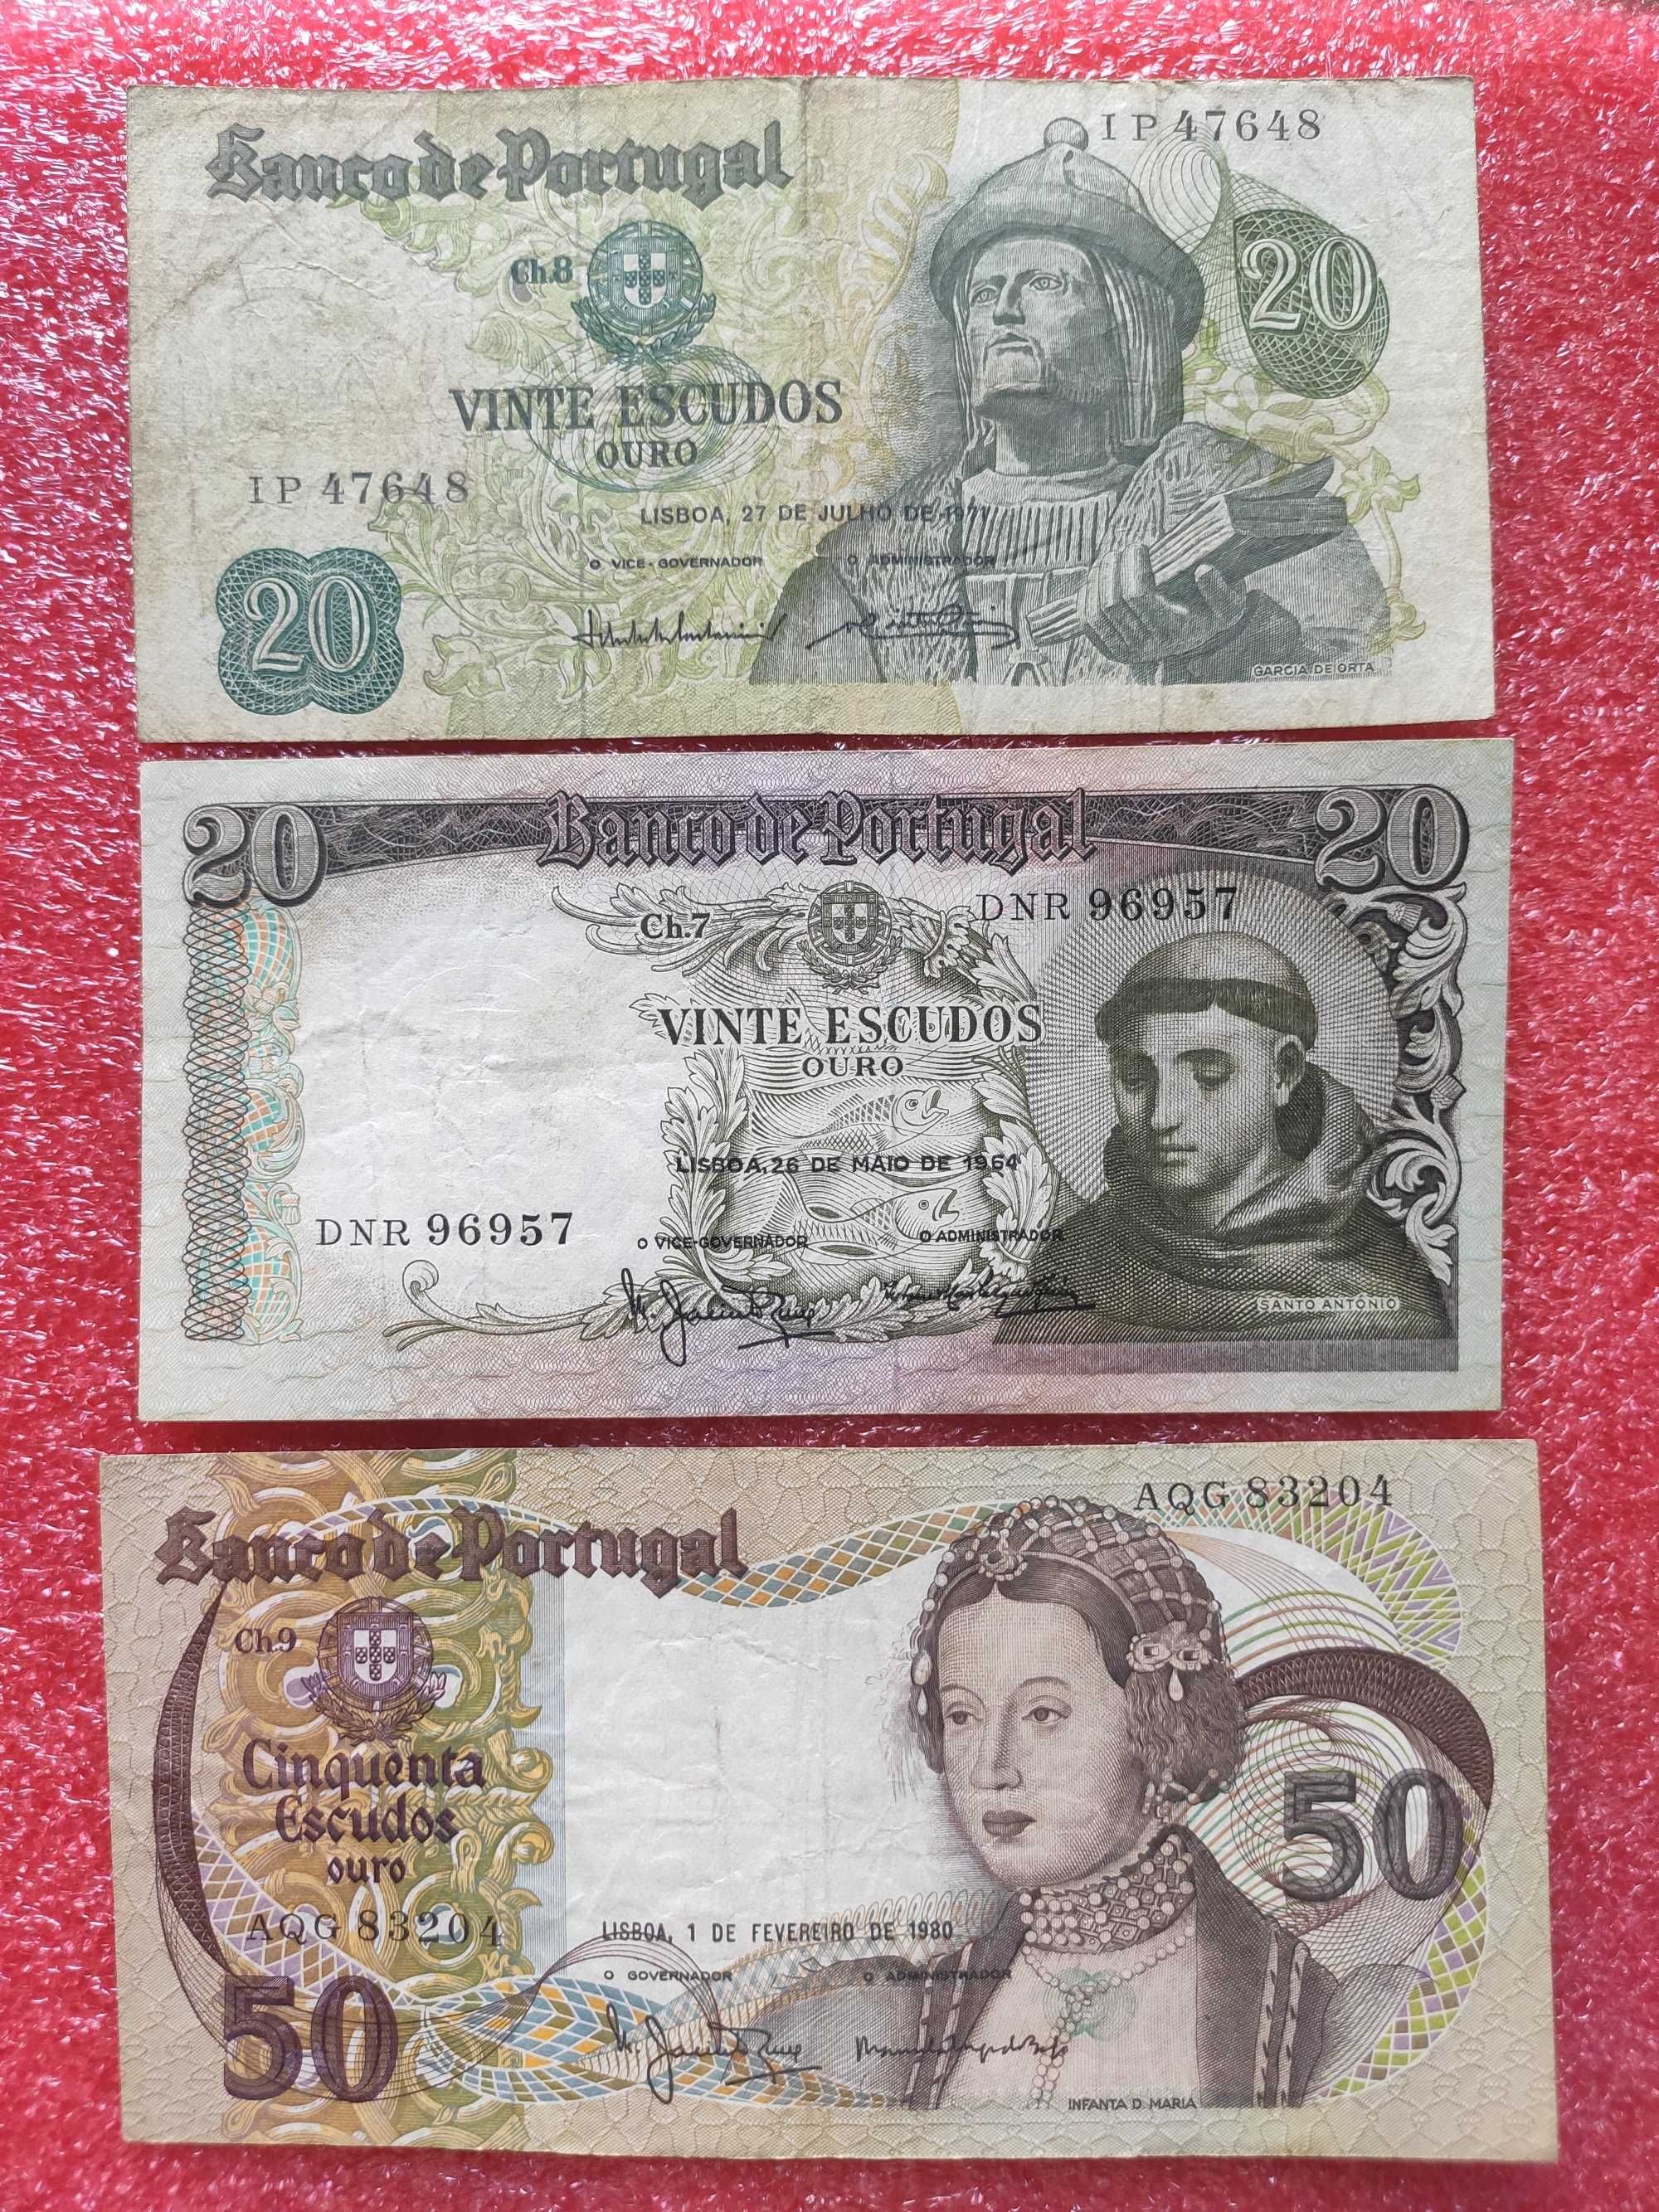 Banco de Portugal
IP 47648
Ch.8
20
VINTE ESCUDOS
OURO
IP 47648
LISBOA, 27 DE JULHO DE 1971
O VICE-GOVERNADOR O ADMINISTRADOR
20
GARCIA DE ORTA
20 Banco de Portugal 20
Ch.7
DNR 96957
VINTE ESCUDOS
OURO
LISBOA, 26 DE MAIO DE 1964
DNR 96957
O VICE-GOVERNADOR O ADMINISTRADOR
SANTO ANTÓNIO
AQG 83204
Banco de Portugal
Ch.9
Cinquenta
Escudos
ouro
50
AQG 83204
LISBOA, 1 DE FEVEREIRO DE 1980
O GOVERNADOR O ADMINISTRADOR
50
INFANTA D. MARIA